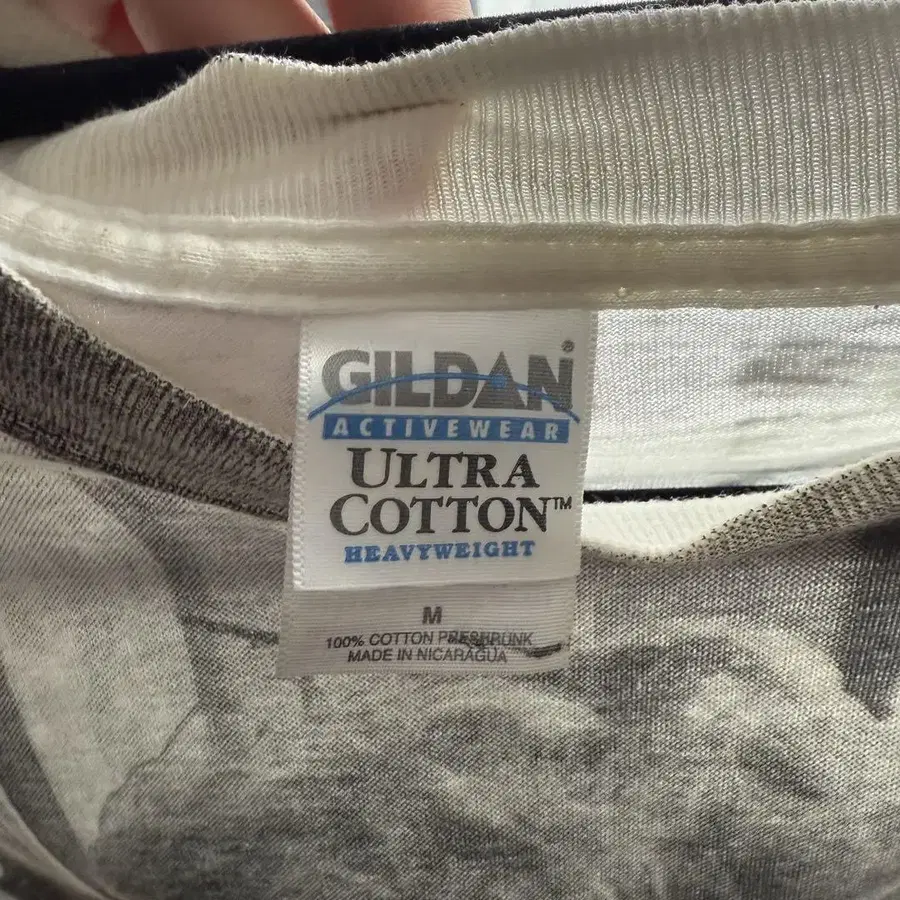 GILDAN®
ACTIVEWEAR
ULTRA
COTTON™
HEAVYWEIGHT
M
100% COTTON PRESHRUNK
MADE IN NICARAGUA